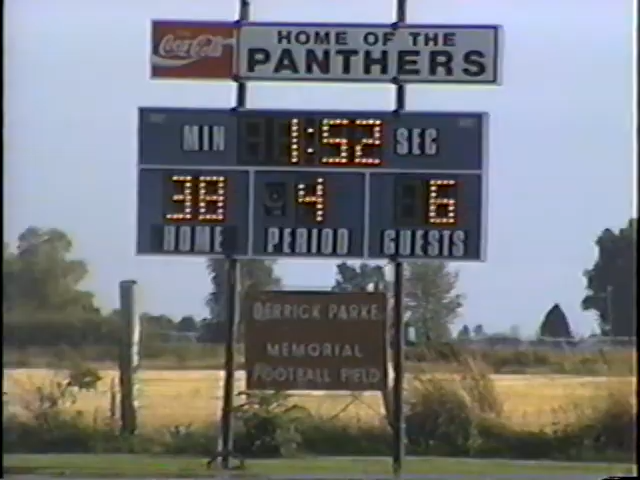 Coca-Cola
HOME OF THE
PANTHERS
MIN 1:52 SEC
38 4 6
HOME PERIOD GUESTS
DERRICK PARKE
MEMORIAL
FOOTBALL FIELD